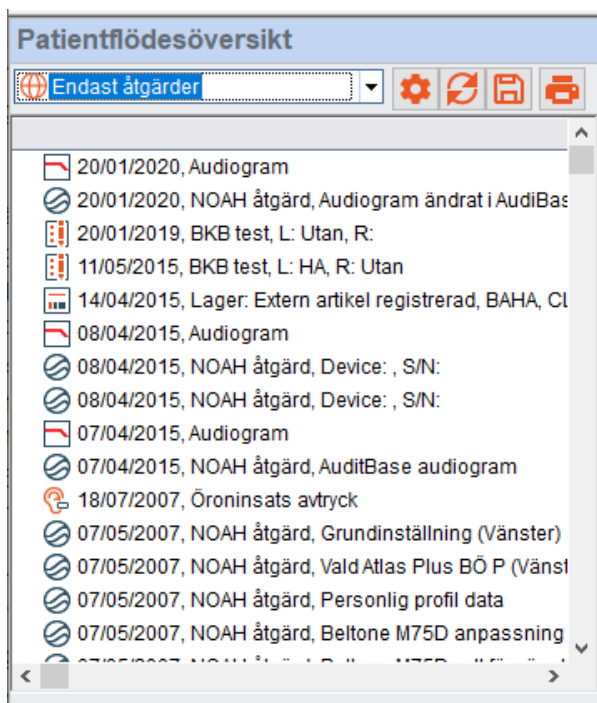 Patientflödesöversikt
Endast åtgärder
20/01/2020, Audiogram
20/01/2020, NOAH åtgärd, Audiogram ändrat i AudiBas
20/01/2019, BKB test, L: Utan, R:
11/05/2015, BKB test, L: HA, R: Utan
14/04/2015, Lager: Extern artikel registrerad, BAHA, CL
08/04/2015, Audiogram
08/04/2015, NOAH åtgärd, Device: , S/N:
08/04/2015, NOAH åtgärd, Device: , S/N:
07/04/2015, Audiogram
07/04/2015, NOAH åtgärd, AuditBase audiogram
18/07/2007, Öroninsats avtryck
07/05/2007, NOAH åtgärd, Grundinställning (Vänster)
07/05/2007, NOAH åtgärd, Vald Atlas Plus BÖ P (Vänst
07/05/2007, NOAH åtgärd, Personlig profil data
07/05/2007, NOAH åtgärd, Beltone M75D anpassning